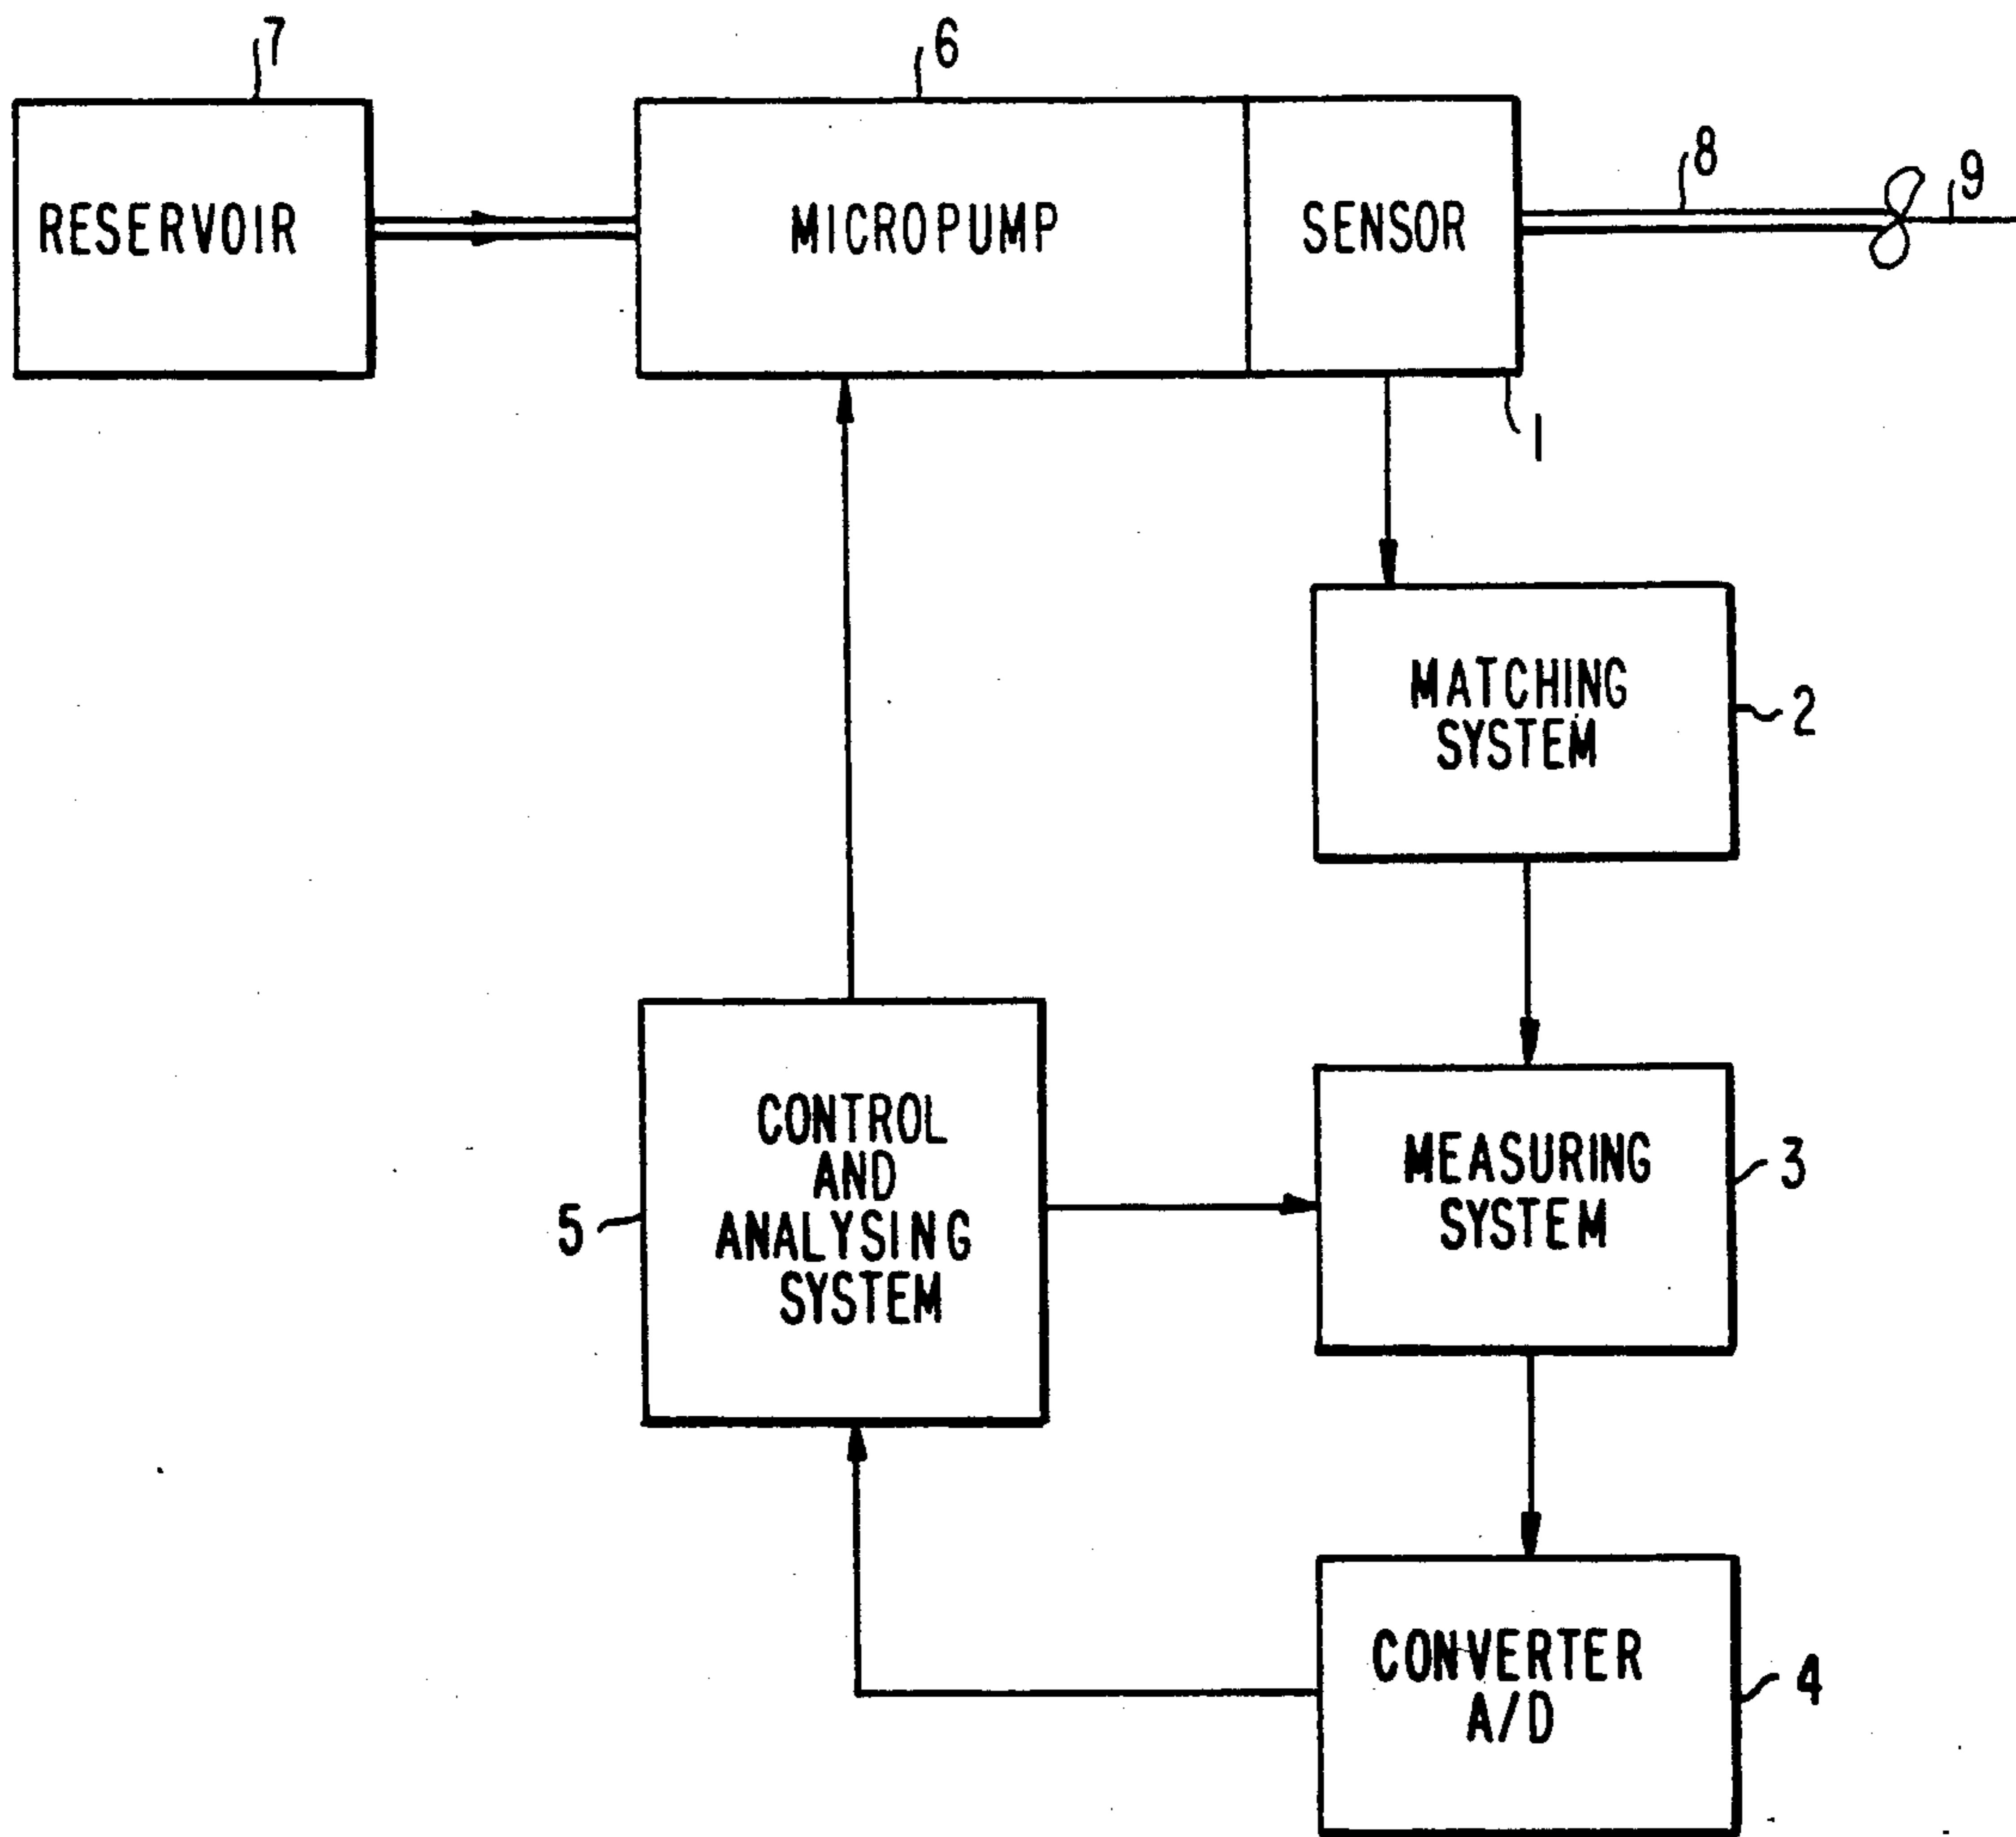 7
6
RESERVOIR
MICROPUMP
SENSOR
8
9
1
MATCHING
SYSTEM
2
CONTROL
AND
ANALYSING
SYSTEM
5
MEASURING
SYSTEM
3
CONVERTER
A/D
4